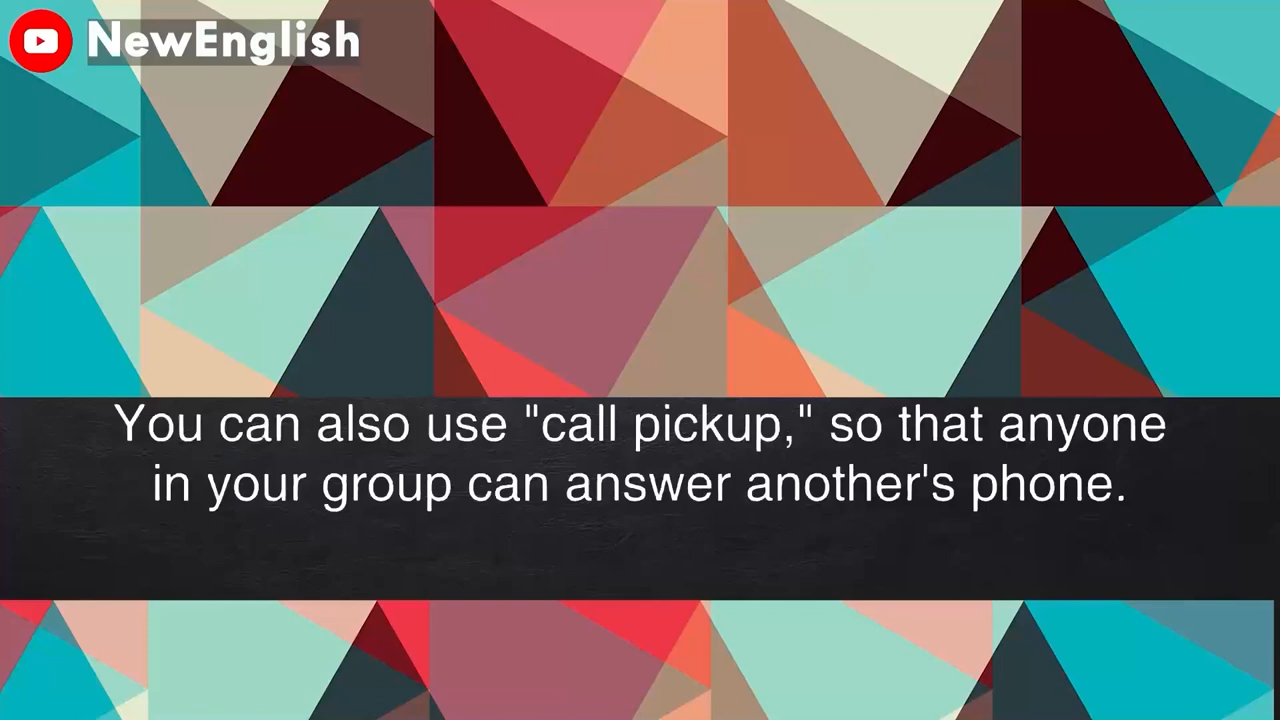 NewEnglish
You can also use "call pickup," so that anyone
in your group can answer another's phone.